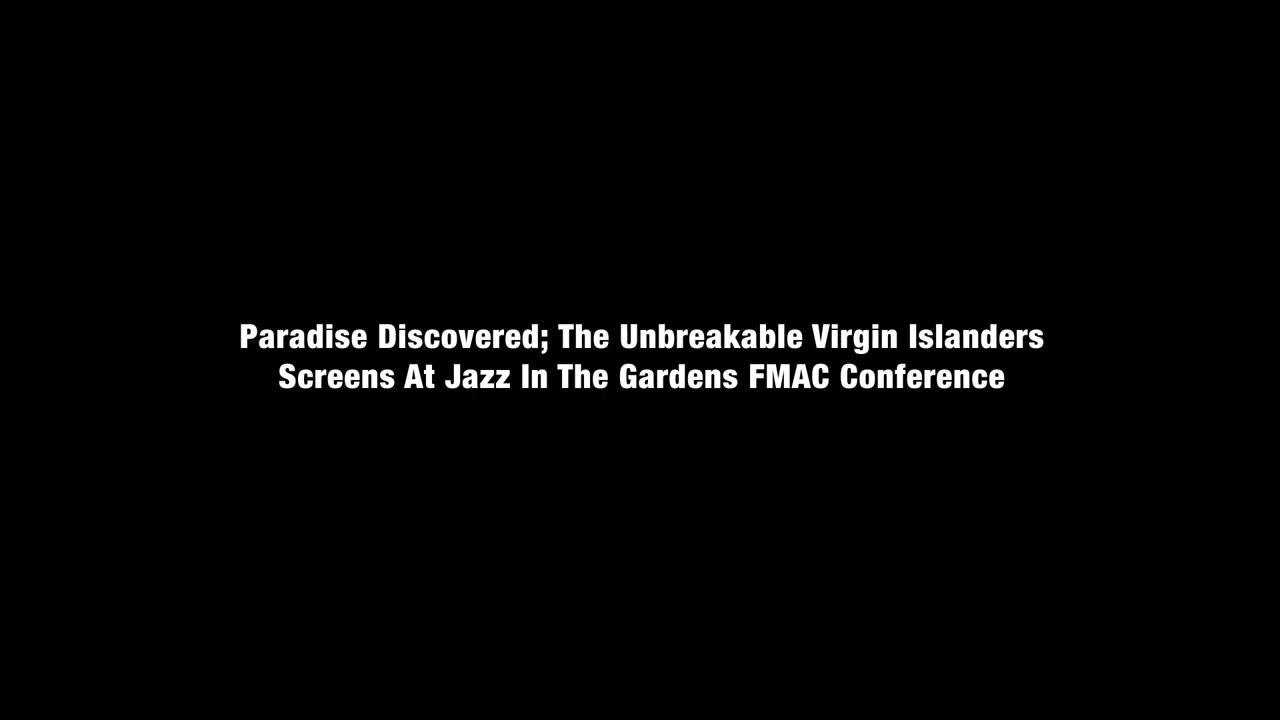 Paradise Discovered; The Unbreakable Virgin Islanders
Screens At Jazz In The Gardens FMAC Conference